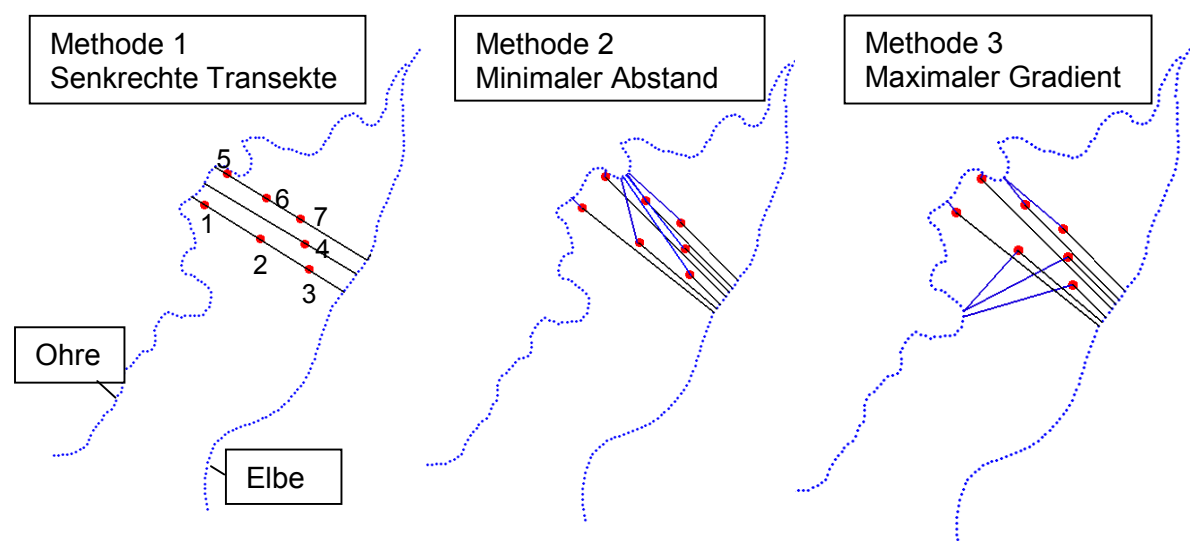 Methode 1
Senkrechte Transekte
Methode 2
Minimaler Abstand
Methode 3
Maximaler Gradient
5
6
7
1
4
2
3
Ohre
Elbe